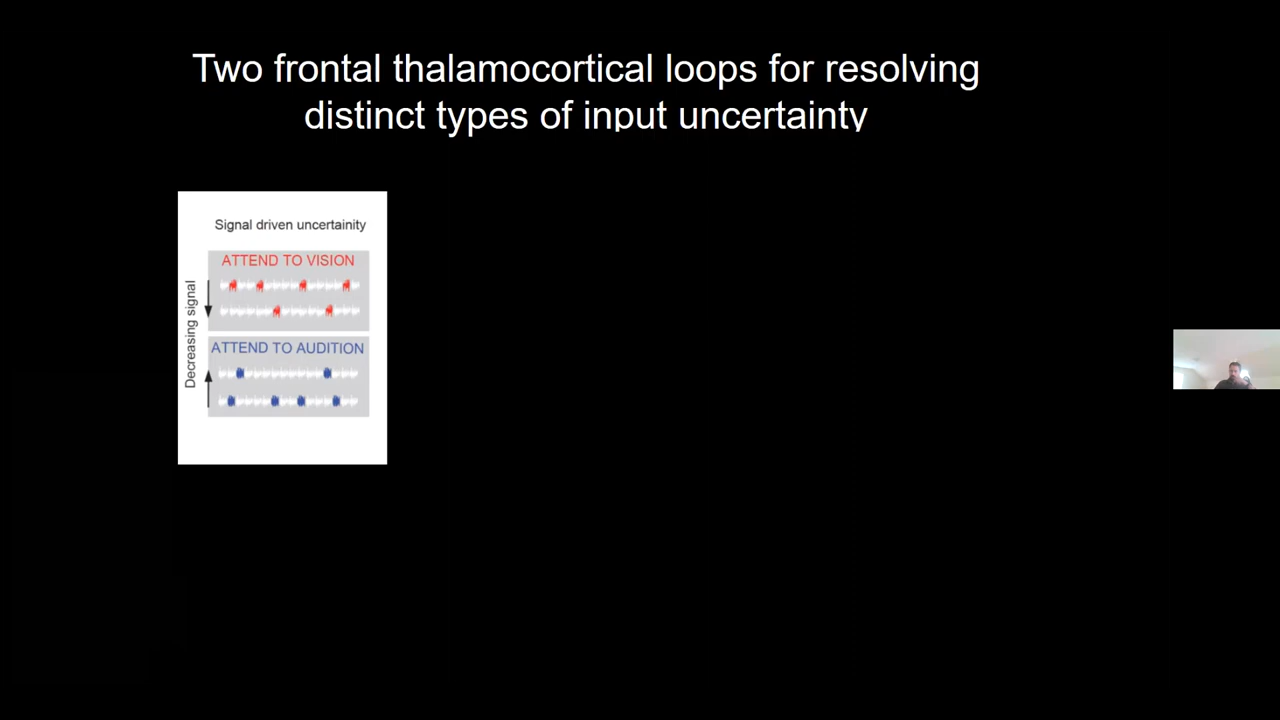 Two frontal thalamocortical loops for resolving
distinct types of input uncertainty
Signal driven uncertainity
ATTEND TO VISION
Decreasing signal
ATTEND TO AUDITION